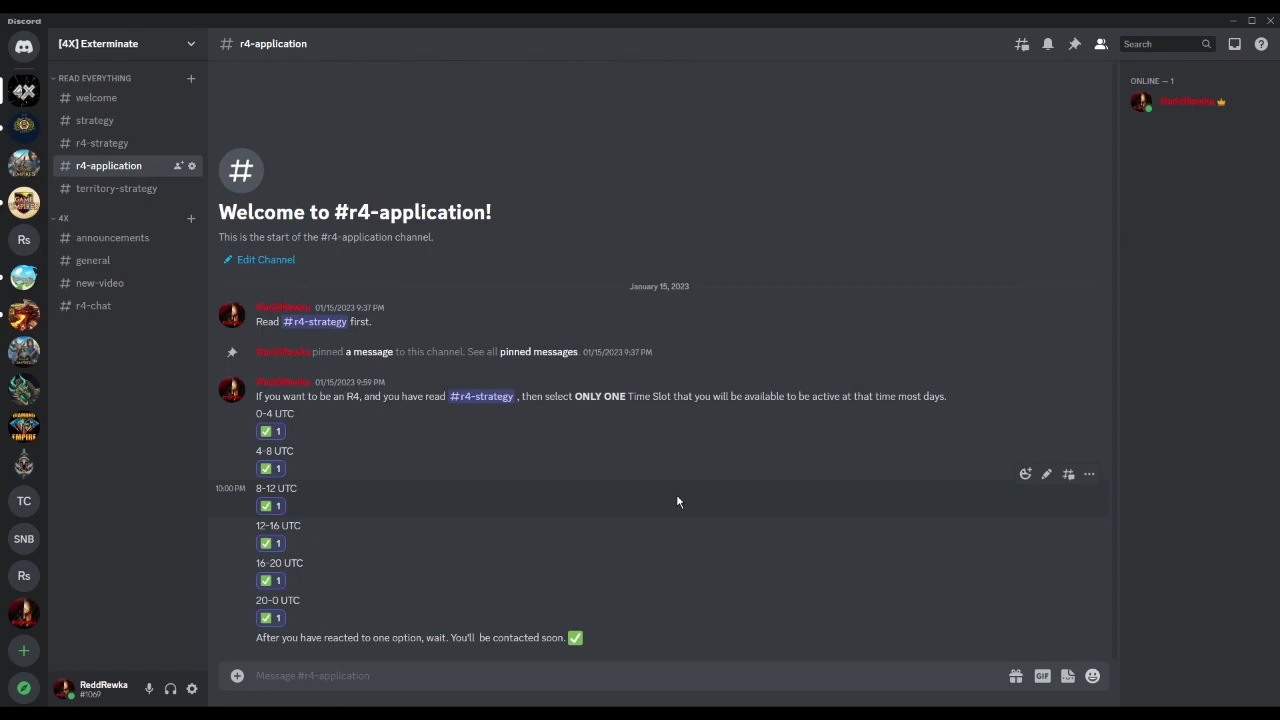 Discord
[4X] Exterminate
r4-application
Search
READ EVERYTHING
welcome
strategy
r4-strategy
r4-application
territory-strategy
4X
announcements
general
new-video
r4-chat
Rs
TC
SNB
Rs
ReddRewka
#1069
Welcome to #r4-application!
This is the start of the #r4-application channel.
Edit Channel
January 15, 2023
ReddRewka 01/15/2023 9:37 PM
Read #r4-strategy first.
ReddRewka pinned a message to this channel. See all pinned messages. 01/15/2023 9:37 PM
ReddRewka 01/15/2023 9:59 PM
If you want to be an R4, and you have read #r4-strategy , then select ONLY ONE Time Slot that you will be available to be active at that time most days.
0-4 UTC
✅ 1
4-8 UTC
✅ 1
10:00 PM 8-12 UTC
✅ 1
12-16 UTC
✅ 1
16-20 UTC
✅ 1
20-0 UTC
✅ 1
After you have reacted to one option, wait. You'll be contacted soon. ✅
Message #r4-application
GIF
ONLINE — 1
ReddRewka